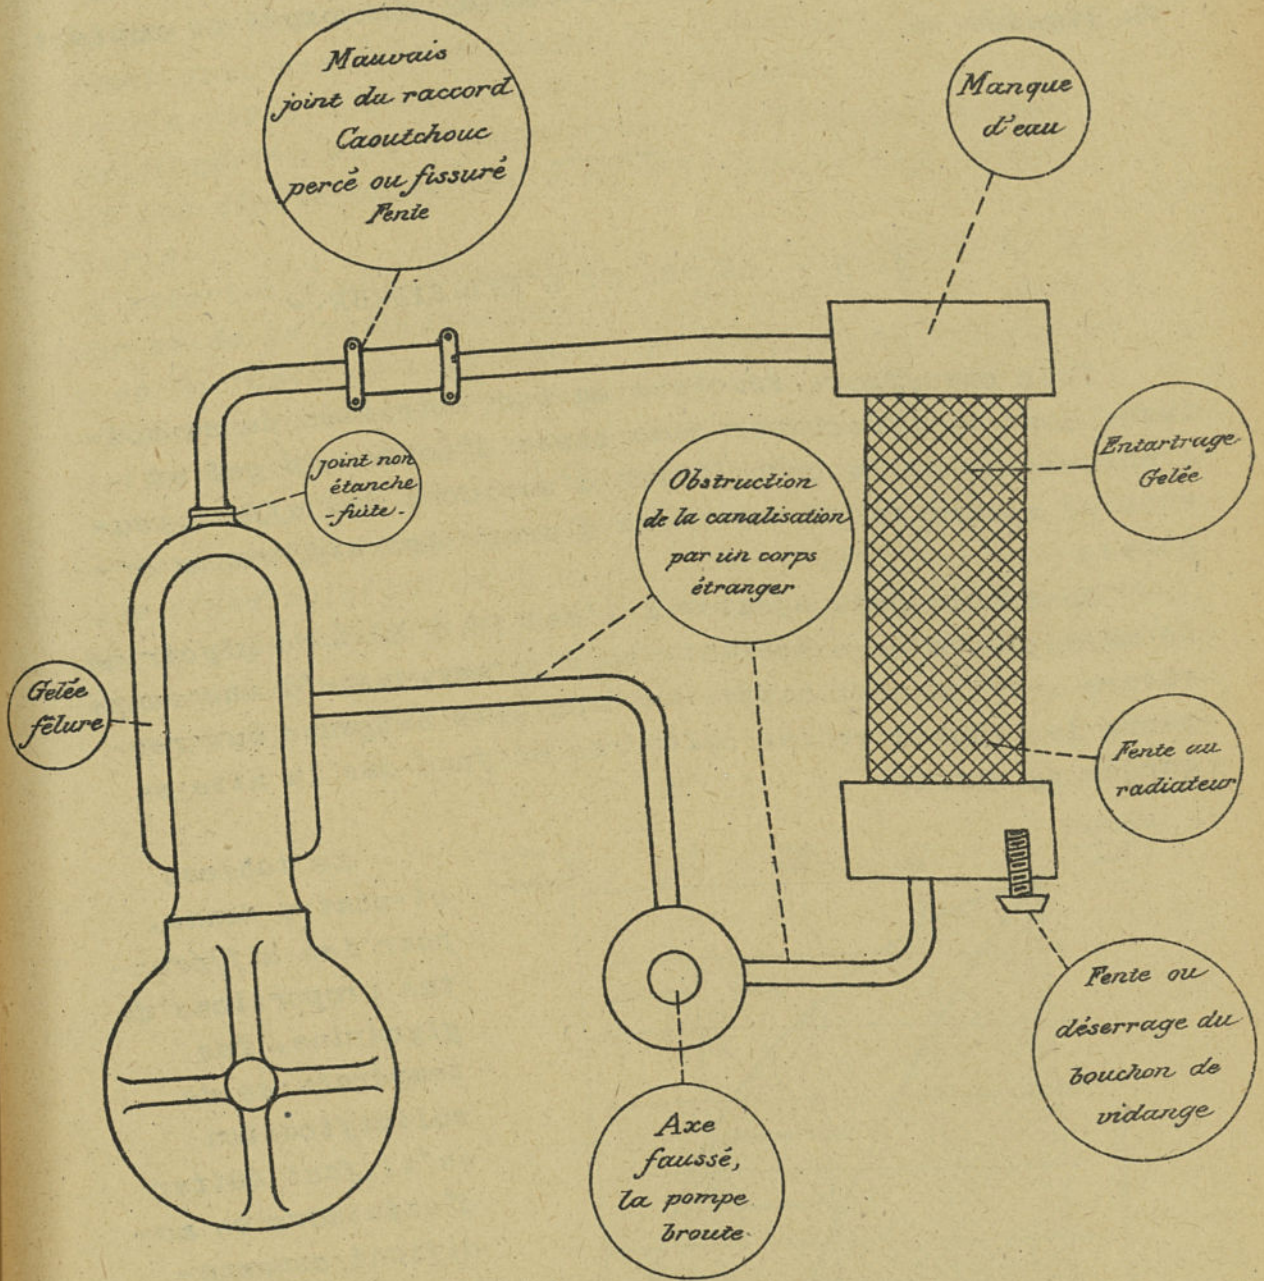 Mauvais
joint du raccord
Caoutchouc
percé ou fissuré
Fente
Manque
d'eau
joint non
étanche
-fuite-
Obstruction
de la canalisation
par un corps
étranger
Entartrage
Gelée
Gelée
fêlure
Fente au
radiateur
Fente ou
déserrage du
bouchon de
vidange
Axe
faussé,
la pompe
broute